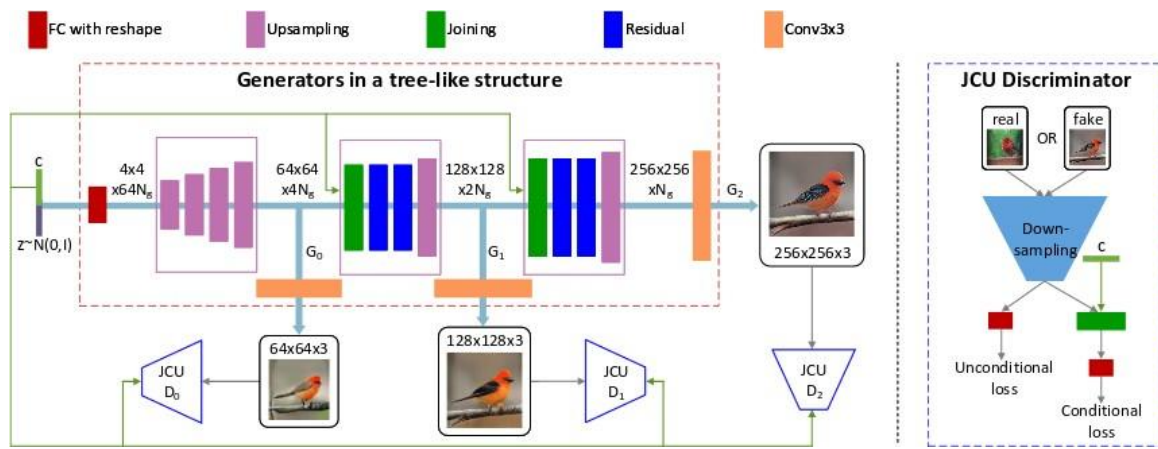 FC with reshape
Upsampling
Joining
Residual
Conv3x3
Generators in a tree-like structure
c
z~N(0,I)
4x4
x64Ng
64x64
x4Ng
128x128
x2Ng
256x256
xNg
G0
G1
G2
256x256x3
64x64x3
128x128x3
JCU
D0
JCU
D1
JCU
D2
JCU Discriminator
real
OR
fake
Down-
sampling
c
Unconditional
loss
Conditional
loss